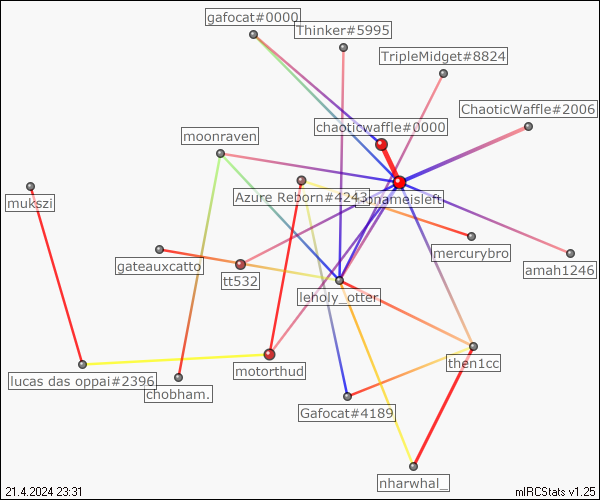 gafocat#0000
Thinker#5995
TripleMidget#8824
ChaoticWaffle#2006
chaoticwaffle#0000
moonraven
Azure Reborn#4243
mukszi
mercurybro
gateauxcatto
amah1246
tt532
leholy_otter
then1cc
motorthud
lucas das oppai#2396
chobham.
Gafocat#4189
nharwhal_
21.4.2024 23:31
mIRCStats v1.25